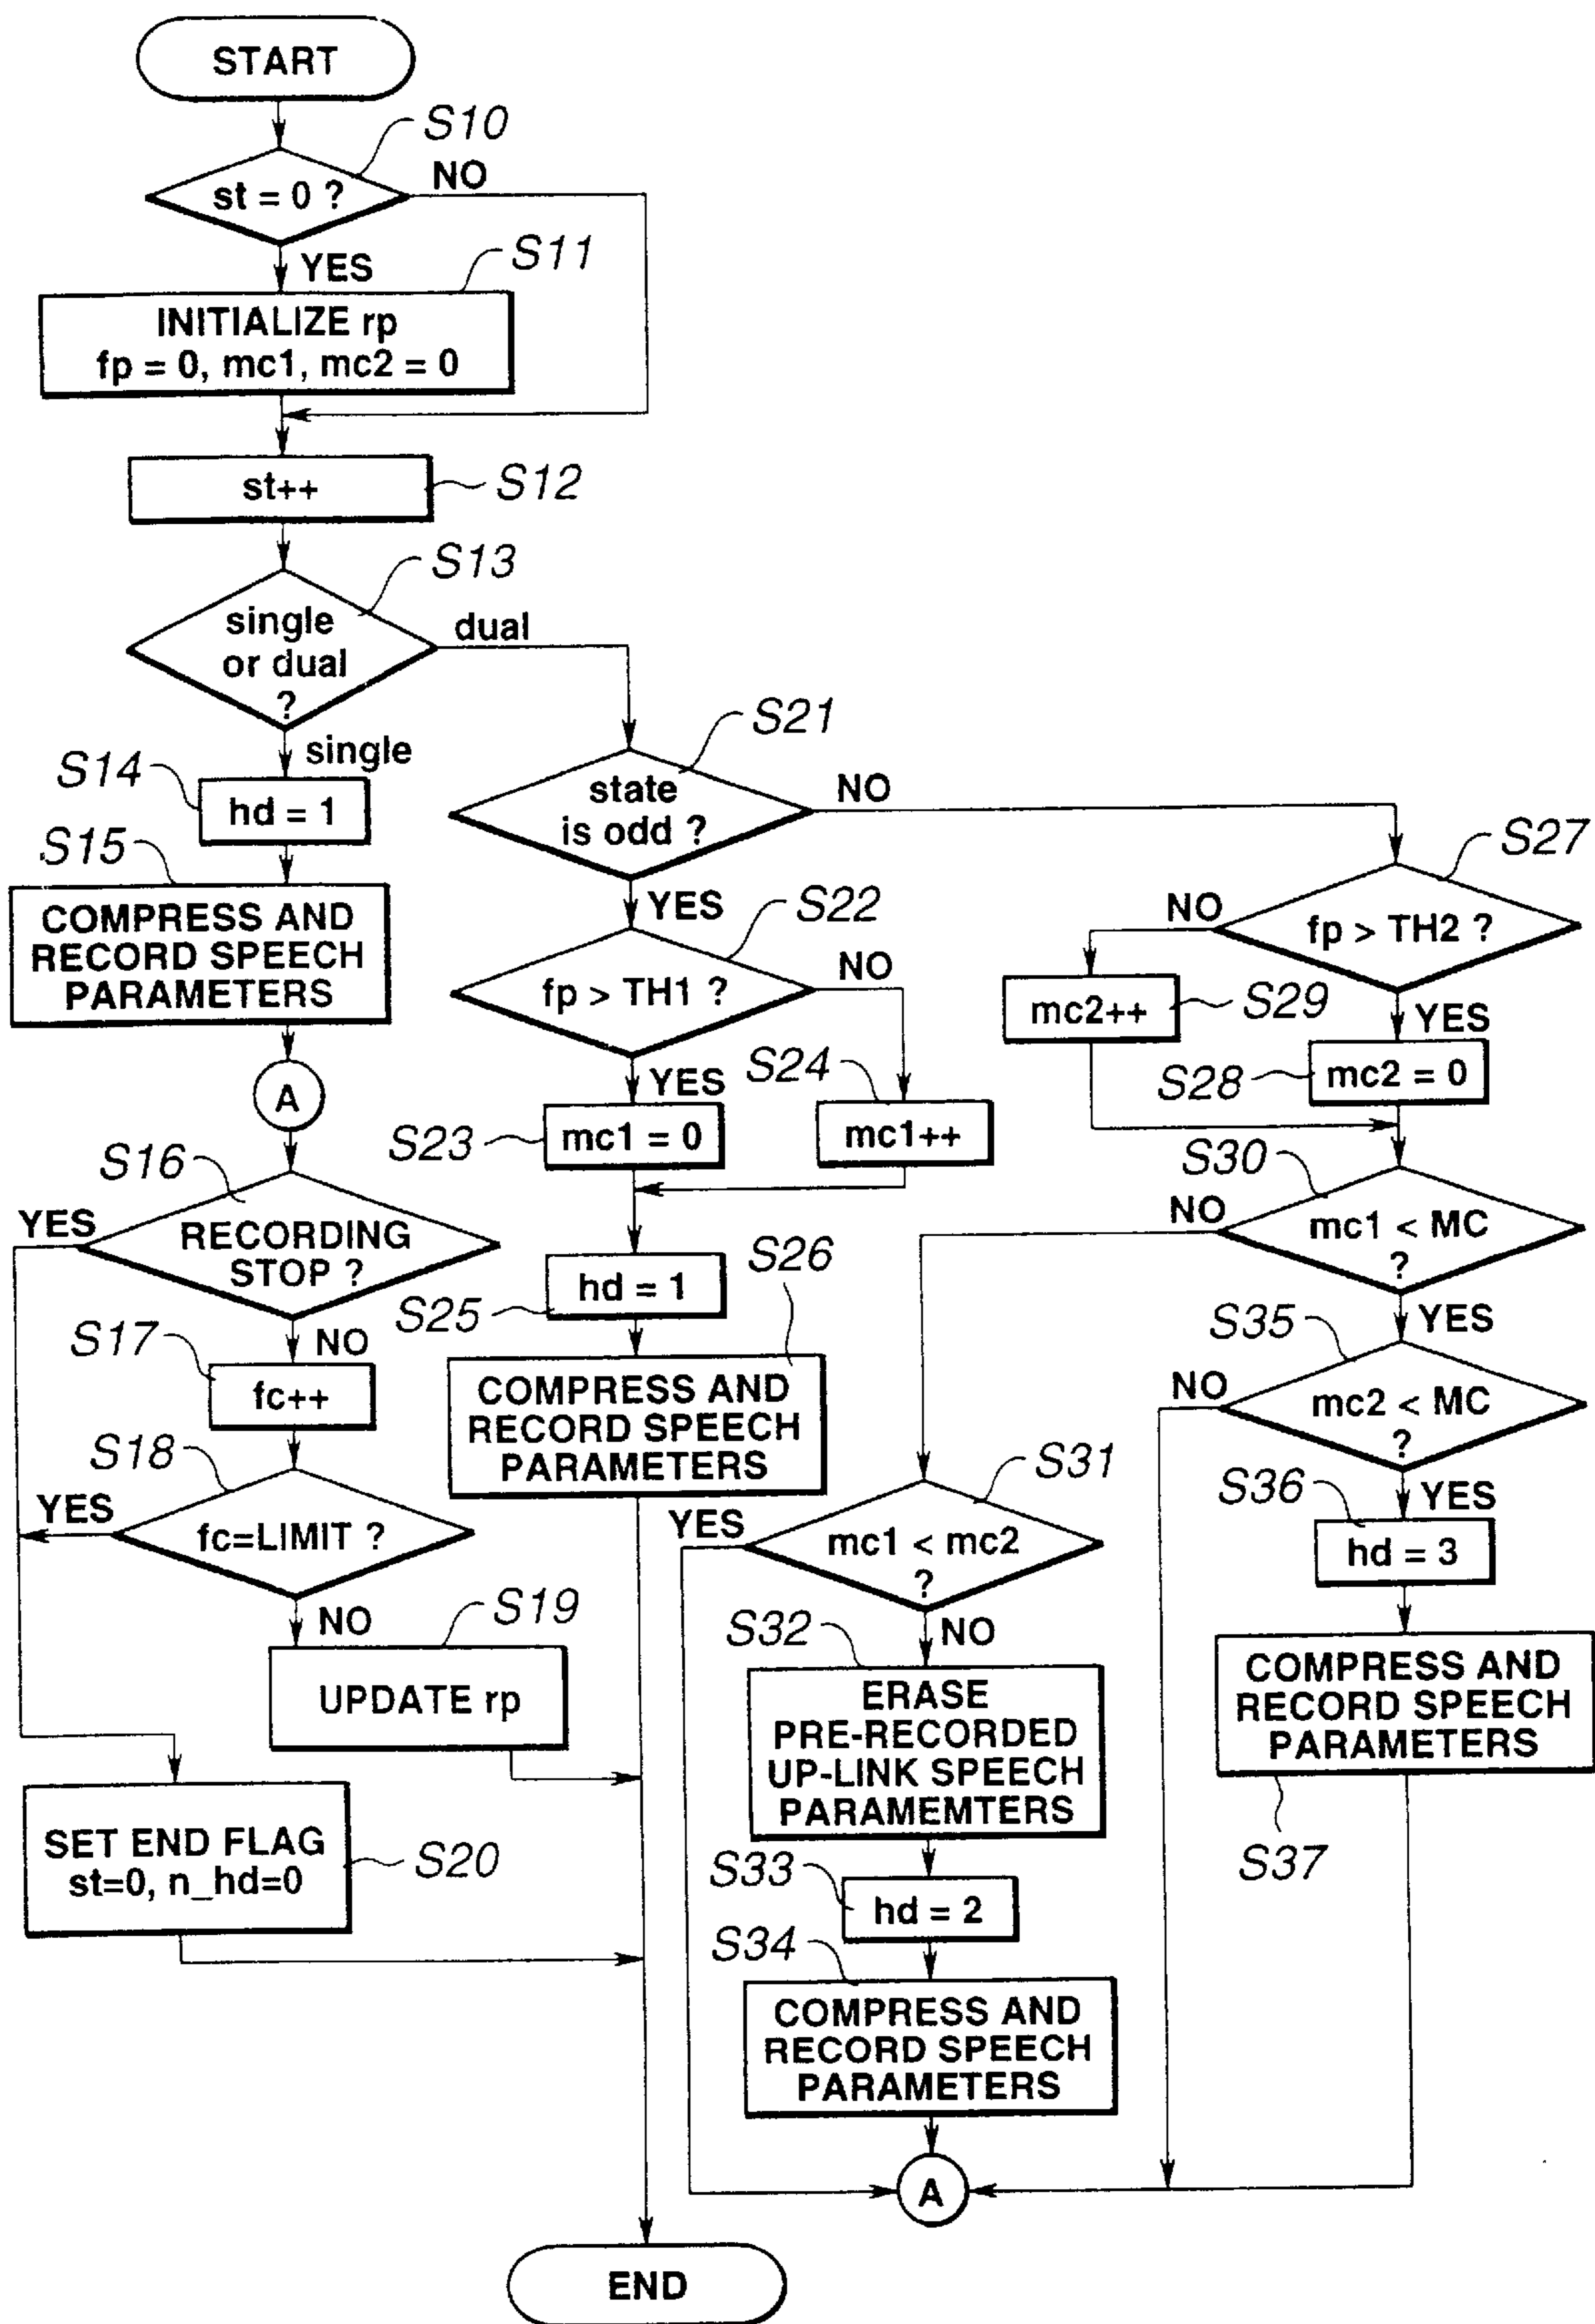 START
S10
st = 0 ?
NO
YES
S11
INITIALIZE rp
fp = 0, mc1, mc2 = 0
st++
S12
S13
single
or dual
?
dual
single
S14
hd = 1
S15
COMPRESS AND
RECORD SPEECH
PARAMETERS
A
S16
YES
RECORDING
STOP ?
NO
S17
fc++
S18
YES
fc=LIMIT ?
NO
S19
UPDATE rp
SET END FLAG
st=0, n_hd=0
S20
S21
state
is odd ?
NO
YES
S22
fp > TH1 ?
NO
YES
S23
mc1 = 0
S24
mc1++
S25
hd = 1
S26
COMPRESS AND
RECORD SPEECH
PARAMETERS
S27
NO
fp > TH2 ?
mc2++
S29
YES
S28
mc2 = 0
S30
NO
mc1 < MC
?
YES
S31
YES
mc1 < mc2
?
NO
S32
ERASE
PRE-RECORDED
UP-LINK SPEECH
PARAMEMTERS
S33
hd = 2
S34
COMPRESS AND
RECORD SPEECH
PARAMETERS
A
S35
NO
mc2 < MC
?
YES
S36
hd = 3
COMPRESS AND
RECORD SPEECH
PARAMETERS
S37
END